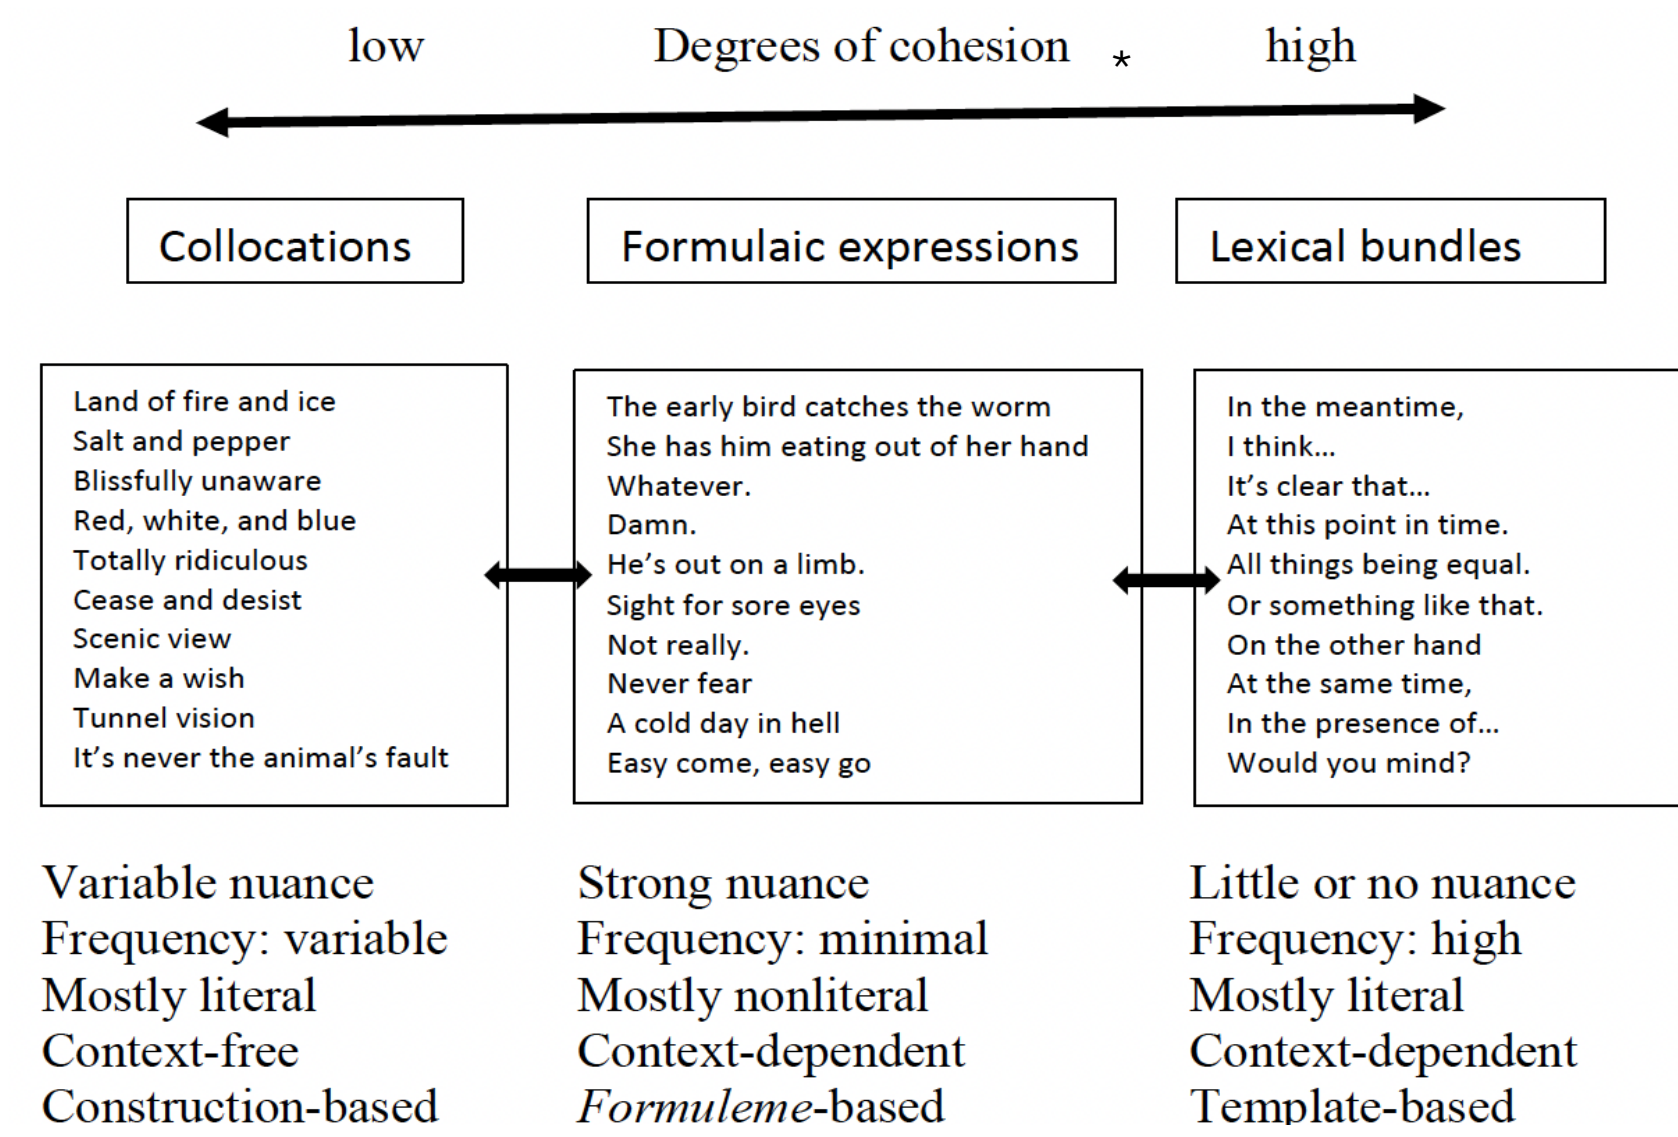 low Degrees of cohesion * high
Collocations
Formulaic expressions
Lexical bundles
Land of fire and ice
Salt and pepper
Blissfully unaware
Red, white, and blue
Totally ridiculous
Cease and desist
Scenic view
Make a wish
Tunnel vision
It’s never the animal’s fault
The early bird catches the worm
She has him eating out of her hand
Whatever.
Damn.
He’s out on a limb.
Sight for sore eyes
Not really.
Never fear
A cold day in hell
Easy come, easy go
In the meantime,
I think...
It’s clear that...
At this point in time.
All things being equal.
Or something like that.
On the other hand
At the same time,
In the presence of...
Would you mind?
Variable nuance
Frequency: variable
Mostly literal
Context-free
Construction-based
Strong nuance
Frequency: minimal
Mostly nonliteral
Context-dependent
Formuleme-based
Little or no nuance
Frequency: high
Mostly literal
Context-dependent
Template-based